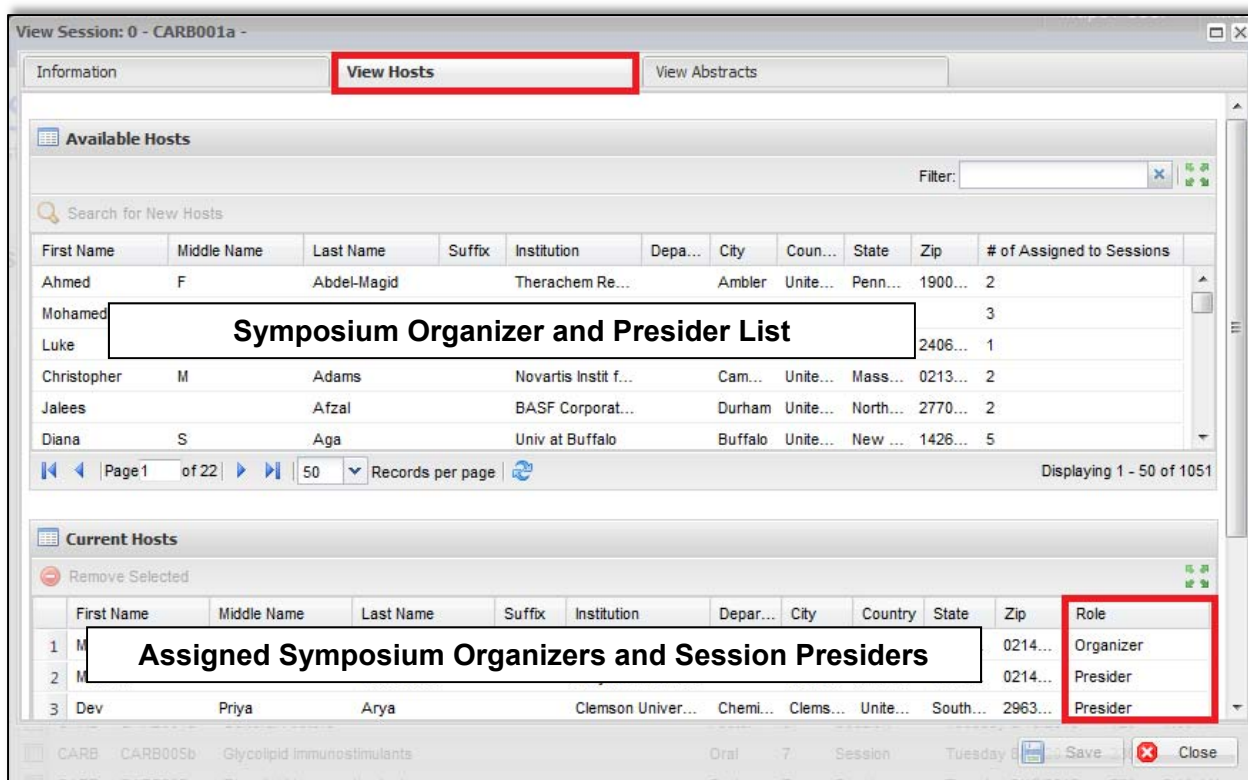 View Session: 0 - CARB001a -
Information View Hosts View Abstracts
Available Hosts
Filter:
Search for New Hosts
First Name Middle Name Last Name Suffix Institution Depa... City Coun... State Zip # of Assigned to Sessions
Ahmed F Abdel-Magid Therachem Re... Ambler Unite... Penn... 1900... 2
Mohamed 3
Symposium Organizer and Presider List
Luke 2406... 1
Christopher M Adams Novartis Instit f... Cam... Unite... Mass... 0213... 2
Jalees Afzal BASF Corporat... Durham Unite... North... 2770... 2
Diana S Aga Univ at Buffalo Buffalo Unite... New ... 1426... 5
Page 1 of 22 50 Records per page Displaying 1 - 50 of 1051
Current Hosts
Remove Selected
First Name Middle Name Last Name Suffix Institution Depar... City Country State Zip Role
1 M 0214... Organizer
Assigned Symposium Organizers and Session Presiders
2 M 0214... Presider
3 Dev Priya Arya Clemson Univer... Chemi... Clems... Unite... South... 2963... Presider
CARB CARB005b Glycolipid Immunostimulants Oral 7 Session Tuesday
Save Close